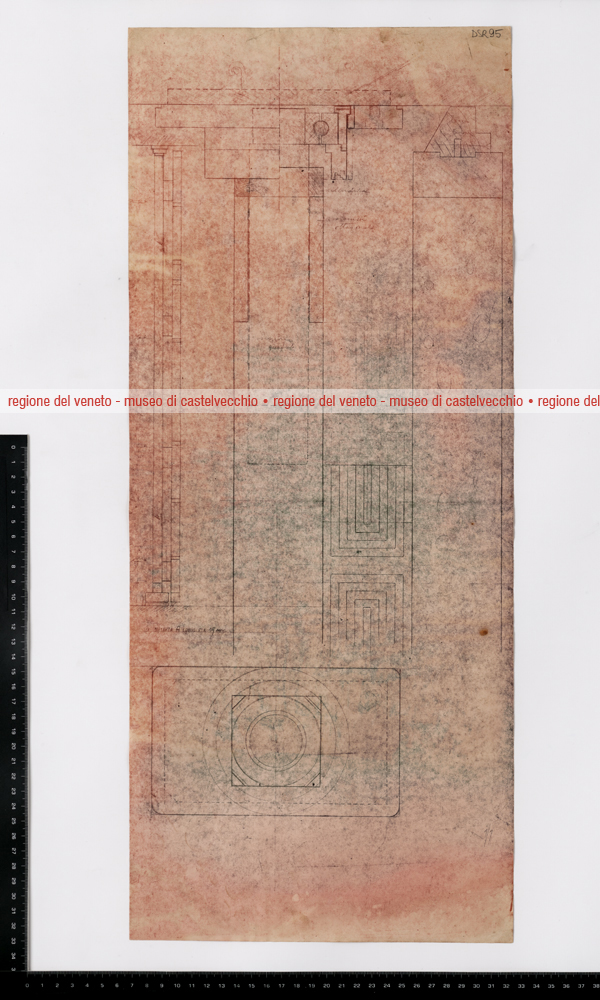 DSR 95
regione del veneto - museo di castelvecchio • regione del veneto - museo di castelvecchio • regione del
0 1 2 3 4 5 6 7 8 9 10 11 12 13 14 15 16 17 18 19 20 21 22 23 24 25 26 27 28 29 30 31 32 33 34
0 1 2 3 4 5 6 7 8 9 10 11 12 13 14 15 16 17 18 19 20 21 22 23 24 25 26 27 28 29 30 31 32 33 34 35 36 37 38